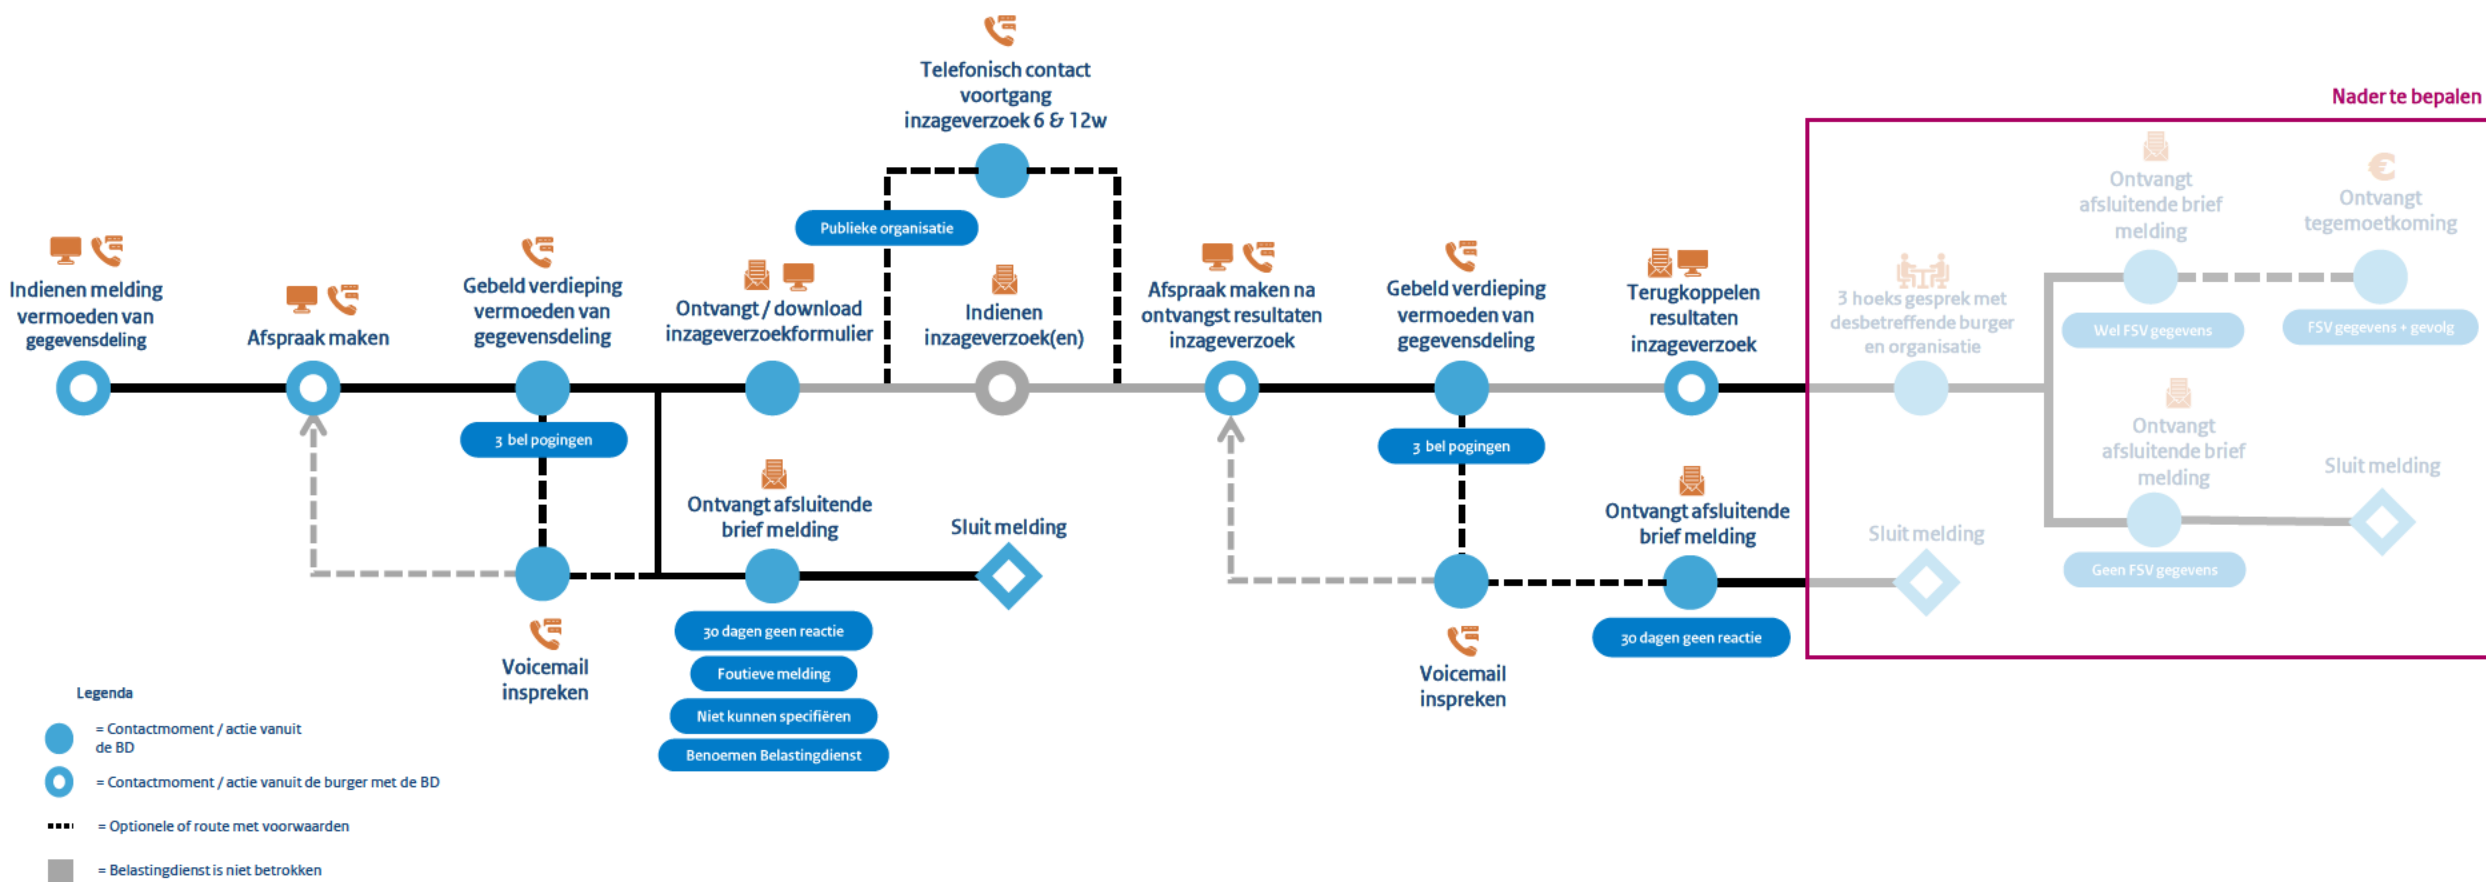 Telefonisch contact
voortgang
inzageverzoek 6 & 12w
Nader te bepalen
Publieke organisatie
Indienen melding
vermoeden van
gegevensdeling
Afspraak maken
Gebeld verdieping
vermoeden van
gegevensdeling
Ontvangt / download
inzageverzoekformulier
Indienen
inzageverzoek(en)
Afspraak maken na
ontvangst resultaten
inzageverzoek
Gebeld verdieping
vermoeden van
gegevensdeling
Terugkoppelen
resultaten
inzageverzoek
3 hoeks gesprek met
desbetreffende burger
en organisatie
Ontvangt
afsluitende brief
melding
Wel FSV gegevens
Ontvangt
tegemoetkoming
FSV gegevens + gevolg
3 bel pogingen
Voicemail
inspreken
Ontvangt afsluitende
brief melding
30 dagen geen reactie
Foutieve melding
Niet kunnen specifiëren
Benoemen Belastingdienst
Sluit melding
3 bel pogingen
Voicemail
inspreken
Ontvangt afsluitende
brief melding
30 dagen geen reactie
Sluit melding
Ontvangt
afsluitende brief
melding
Geen FSV gegevens
Sluit melding
Legenda
= Contactmoment / actie vanuit
de BD
= Contactmoment / actie vanuit de burger met de BD
= Optionele of route met voorwaarden
= Belastingdienst is niet betrokken